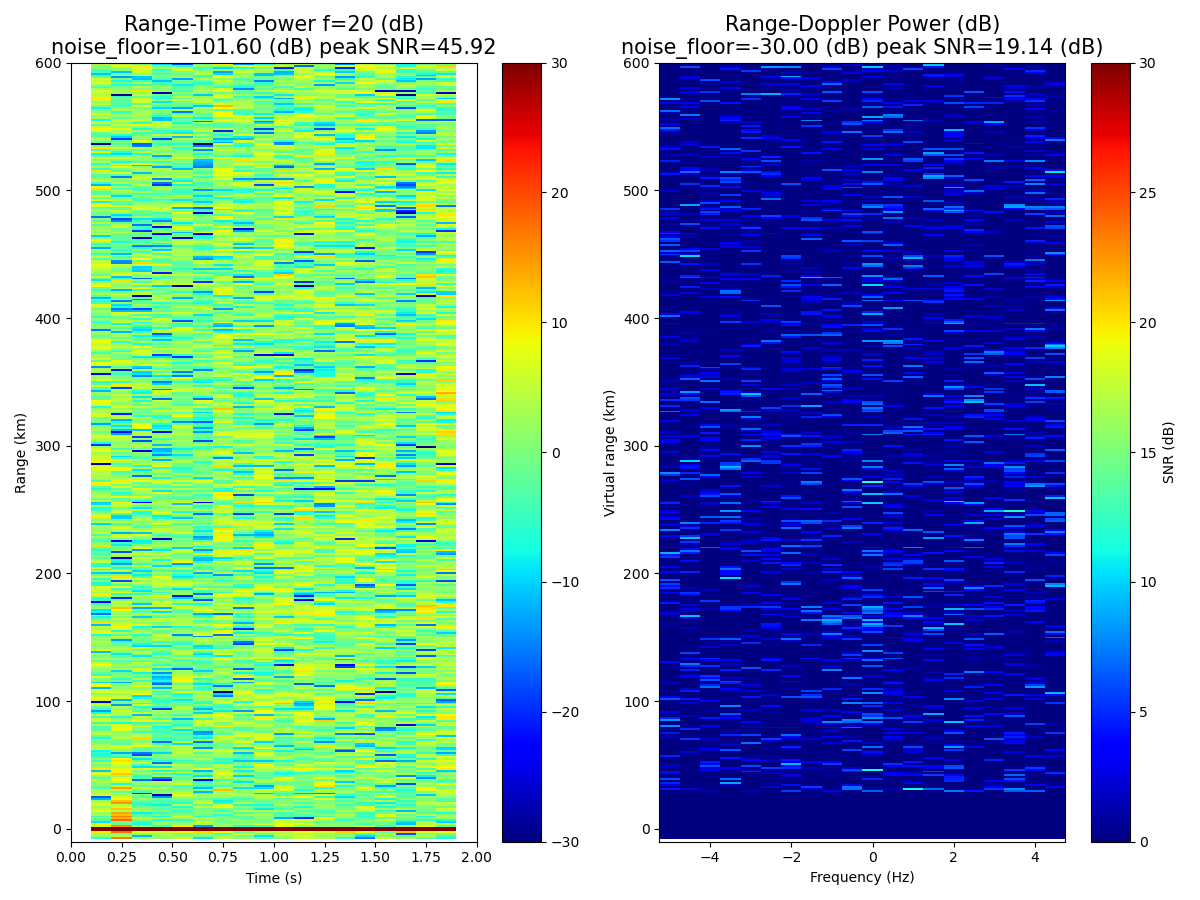 Range-Time Power f=20 (dB)
noise_floor=-101.60 (dB) peak SNR=45.92
Range (km)
600
500
400
300
200
100
0
0.00 0.25 0.50 0.75 1.00 1.25 1.50 1.75 2.00
Time (s)
30
20
10
0
−10
−20
−30
Range-Doppler Power (dB)
noise_floor=-30.00 (dB) peak SNR=19.14 (dB)
Virtual range (km)
600
500
400
300
200
100
0
−4 −2 0 2 4
Frequency (Hz)
30
25
20
15
10
5
0
SNR (dB)